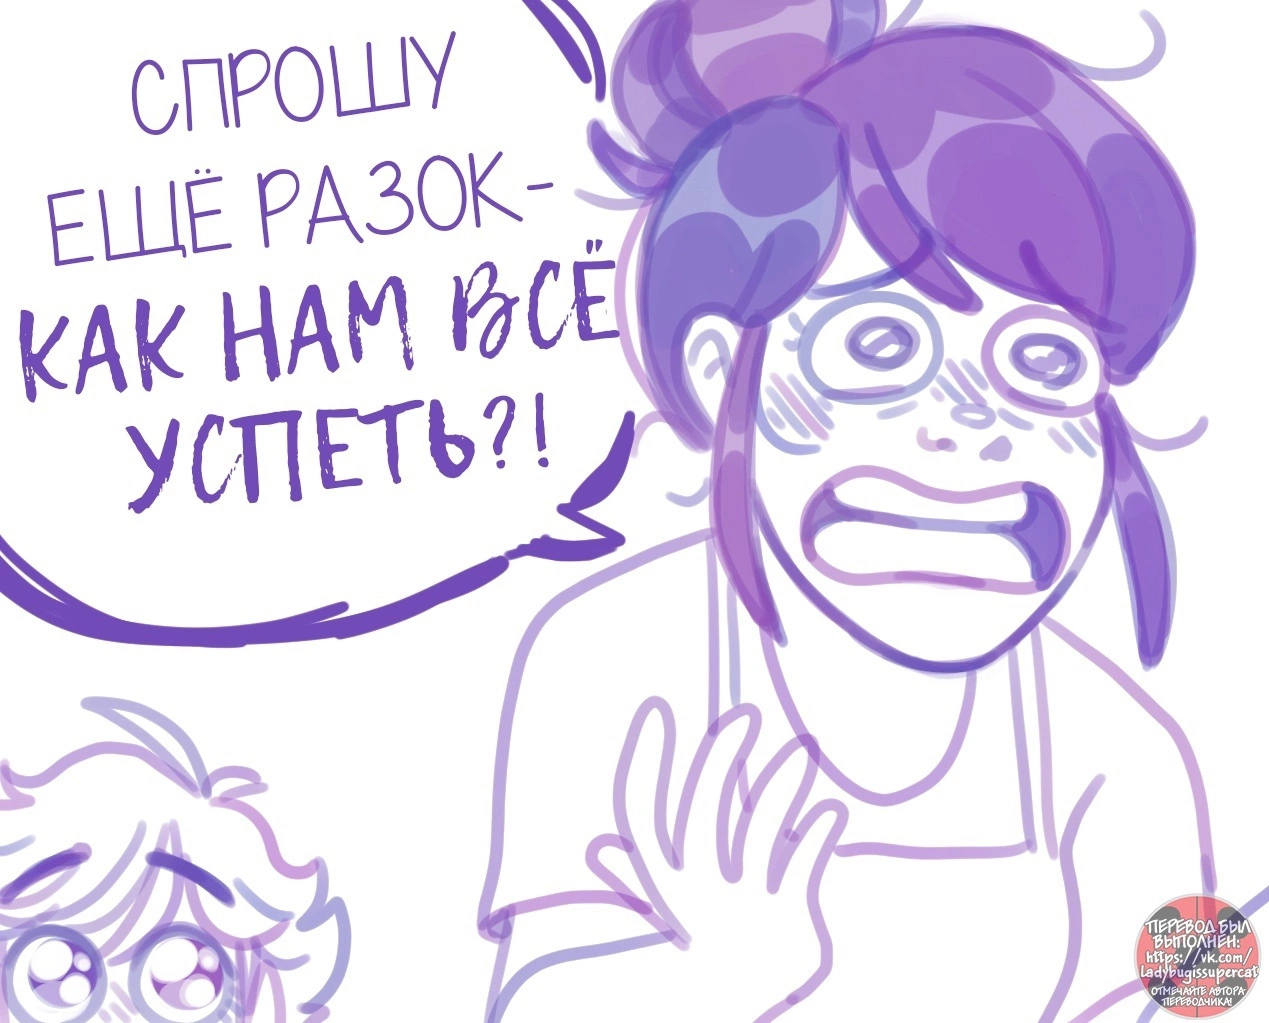 СПРОШУ
ЕЩЁ РАЗОК-
КАК НАМ ВСЁ
УСПЕТЬ?!
ПЕРЕВОД БЫЛ
ВЫПОЛНЕН:
https://vk.com/
ladybugissupercat
ОТМЕЧАЙТЕ АВТОРА
ПЕРЕВОДЧИКА!